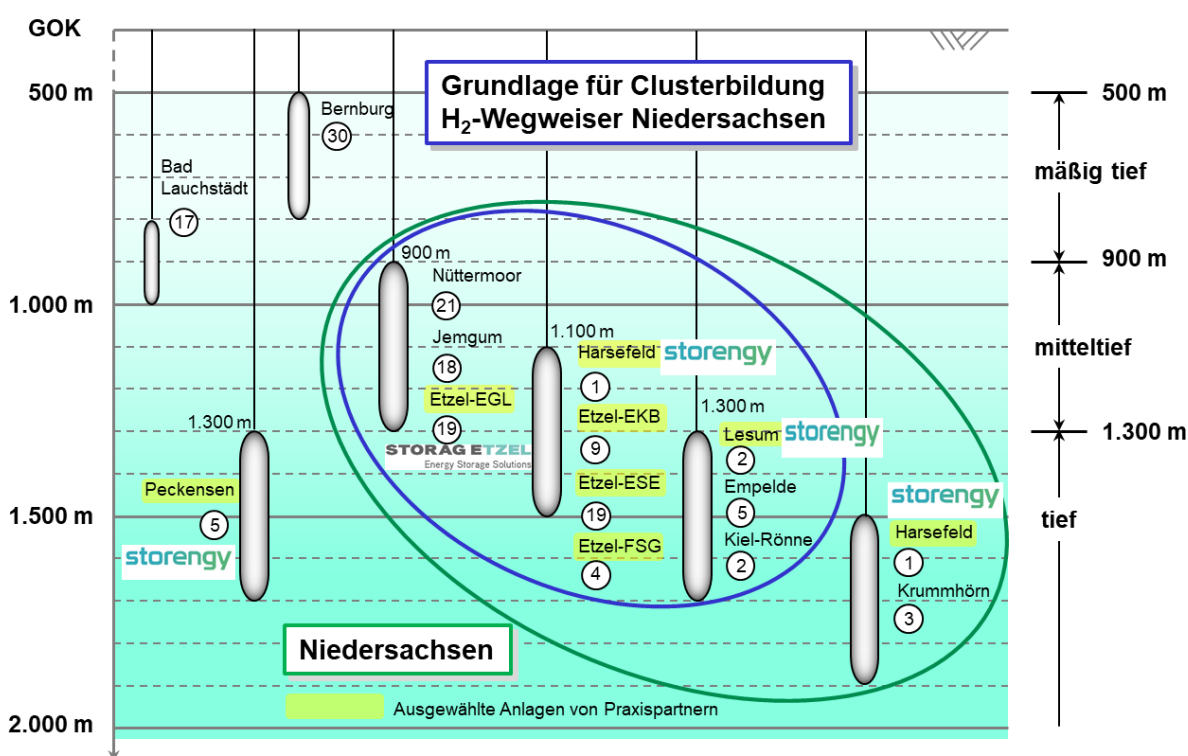 GOK
500 m
1.000 m
1.500 m
2.000 m
Grundlage für Clusterbildung
H₂-Wegweiser Niedersachsen
Bernburg
30
Bad
Lauchstädt
17
900 m
Nüttermoor
21
Jemgum
18
Etzel-EGL
19
STORAG ETZEL
Energy Storage Solutions
1.100 m
Harsefeld
storengy
1
Etzel-EKB
9
Etzel-ESE
19
Etzel-FSG
4
1.300 m
Lesum
storengy
2
Empelde
5
Kiel-Rönne
2
1.300 m
Peckensen
5
storengy
storengy
Harsefeld
1
Krummhörn
3
Niedersachsen
Ausgewählte Anlagen von Praxispartnern
500 m
mäßig tief
900 m
mitteltief
1.300 m
tief